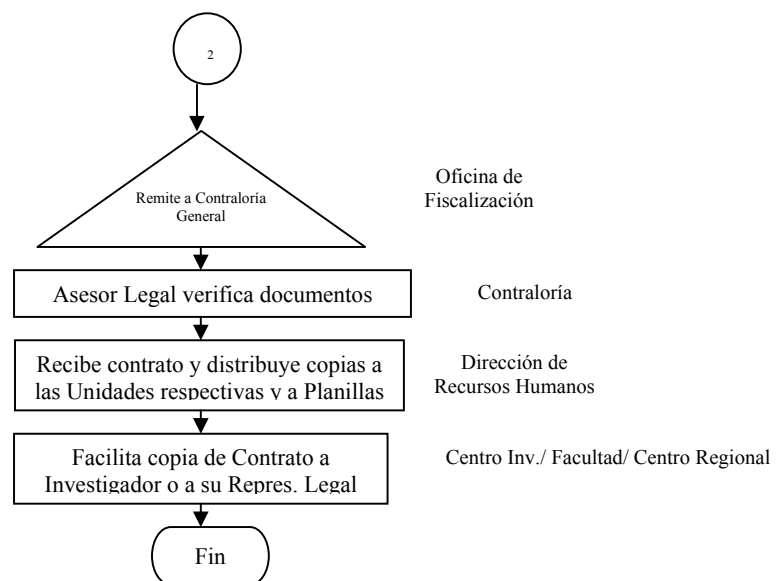 2
Remite a Contraloría
General
Oficina de
Fiscalización
Asesor Legal verifica documentos
Contraloría
Recibe contrato y distribuye copias a
las Unidades respectivas y a Planillas
Dirección de
Recursos Humanos
Facilita copia de Contrato a
Investigador o a su Repres. Legal
Centro Inv./ Facultad/ Centro Regional
Fin